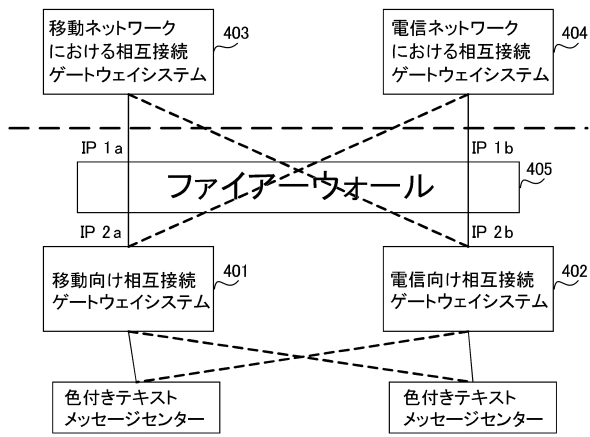 移動ネットワーク
における相互接続
ゲートウェイシステム
403
電信ネットワーク
における相互接続
ゲートウェイシステム
404
IP 1a
IP 1b
ファイアーウォール
405
IP 2a
IP 2b
移動向け相互接続
ゲートウェイシステム
401
電信向け相互接続
ゲートウェイシステム
402
色付きテキスト
メッセージセンター
色付きテキスト
メッセージセンター